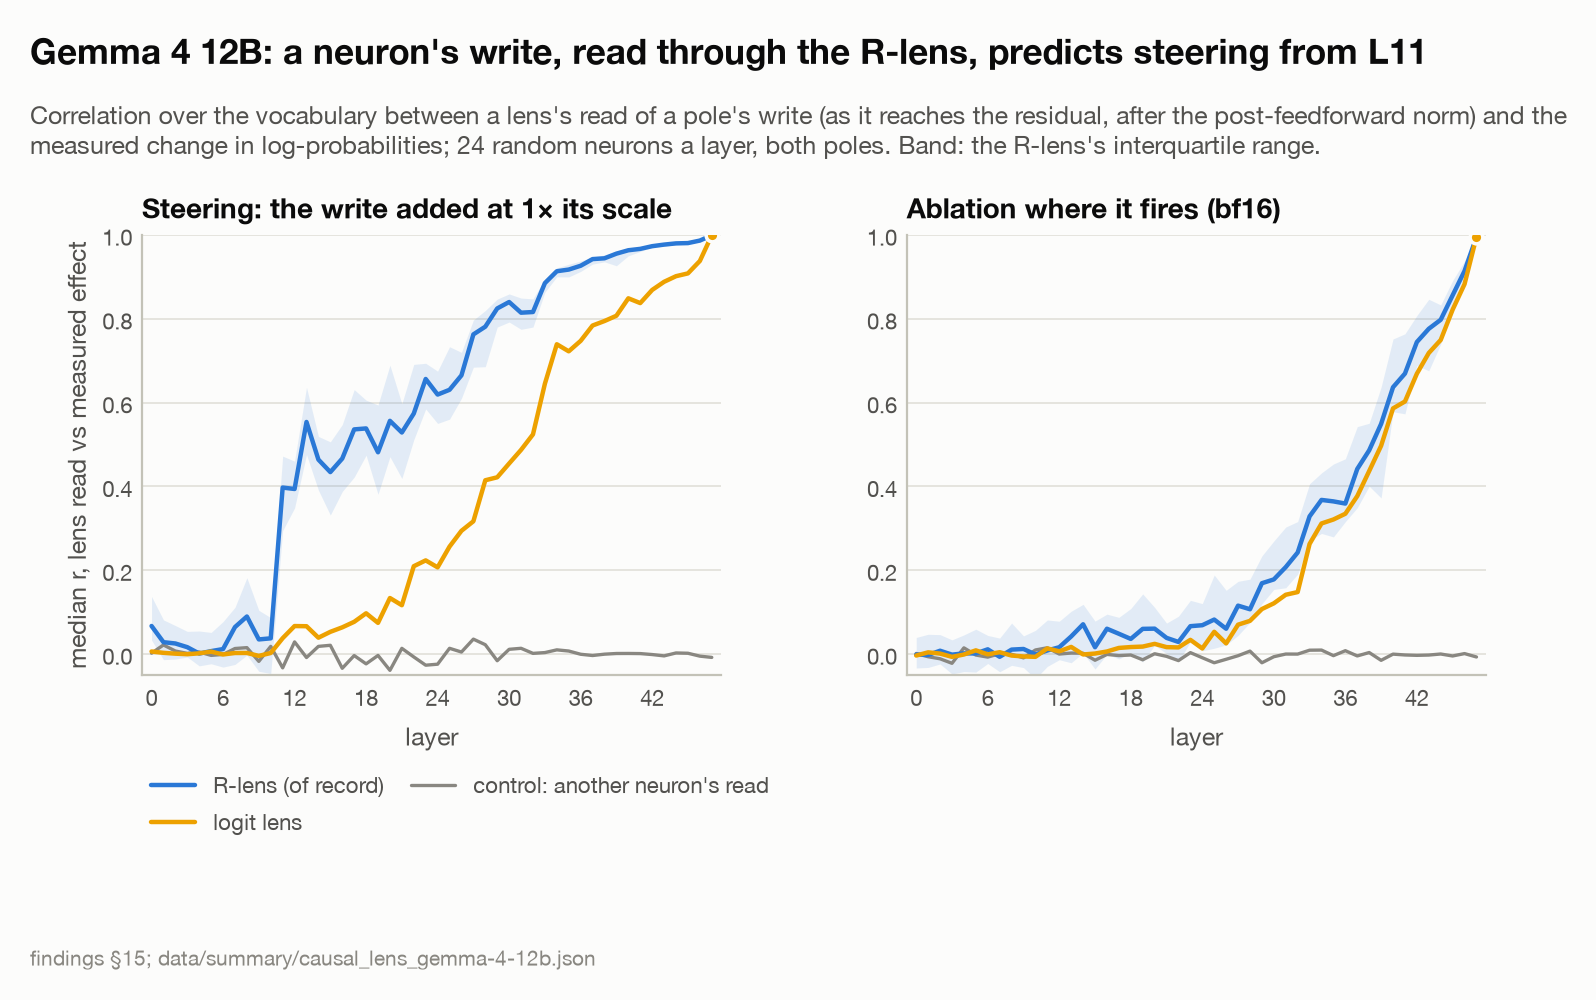 Gemma 4 12B: a neuron's write, read through the R-lens, predicts steering from L11
Correlation over the vocabulary between a lens's read of a pole's write (as it reaches the residual, after the post-feedforward norm) and the
measured change in log-probabilities; 24 random neurons a layer, both poles. Band: the R-lens's interquartile range.
Steering: the write added at 1× its scale
median r, lens read vs measured effect
1.0
0.8
0.6
0.4
0.2
0.0
0 6 12 18 24 30 36 42
layer
Ablation where it fires (bf16)
1.0
0.8
0.6
0.4
0.2
0.0
0 6 12 18 24 30 36 42
layer
R-lens (of record) control: another neuron's read
logit lens
findings §15; data/summary/causal_lens_gemma-4-12b.json